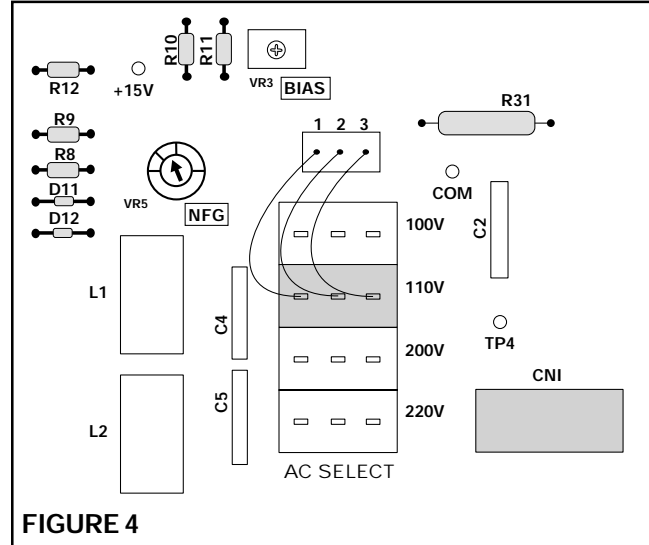 R10
R11
VR3
BIAS
R12
+15V
R31
R9
1 2 3
R8
D11
VR5
NFG
COM
D12
100V
C2
L1
110V
C4
TP4
200V
CNI
L2
C5
220V
AC SELECT
FIGURE 4